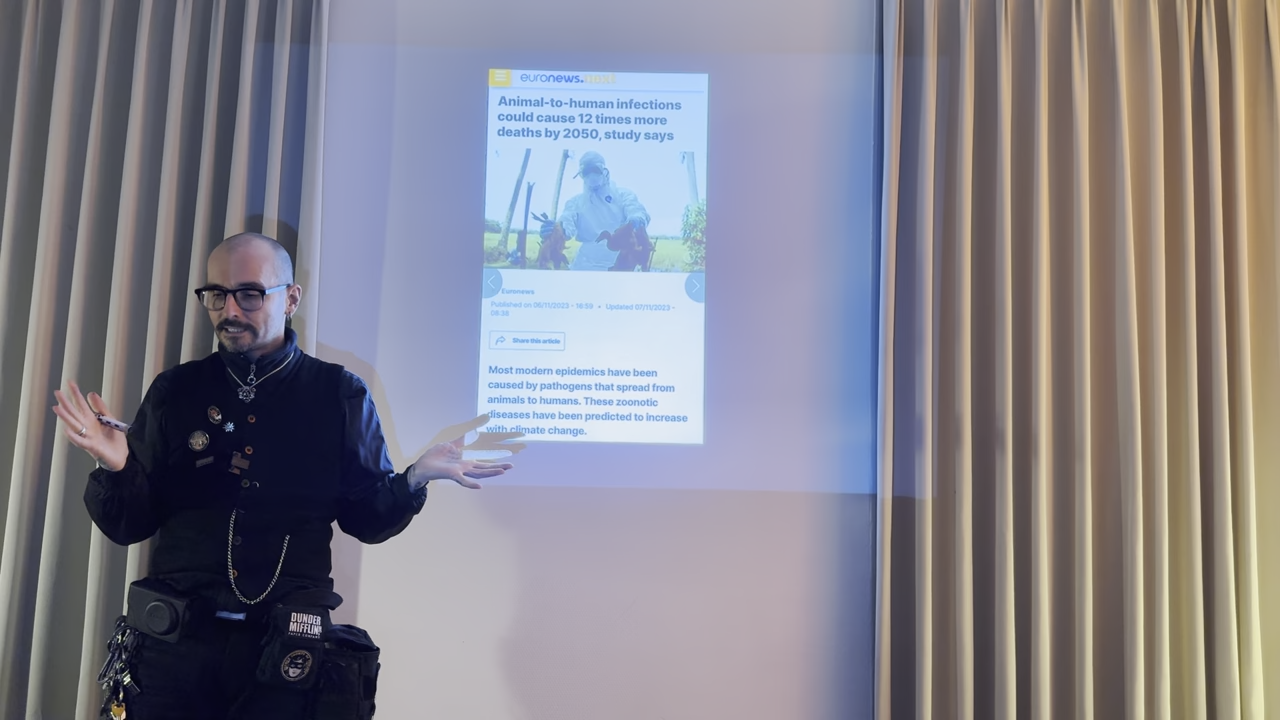 euronews.next
Animal-to-human infections
could cause 12 times more
deaths by 2050, study says
Euronews
Published on 06/11/2023 - 16:59 • Updated 07/11/2023 -
Share this article
Most modern epidemics have been
caused by pathogens that spread from
animals to humans. These zoonotic
diseases have been predicted to increase
with climate change.
DUNDER
MIFFLIN
PAPER COMPANY